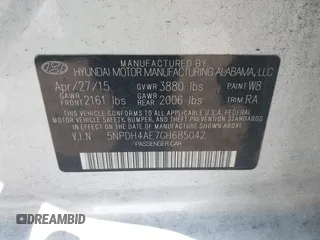 MANUFACTURED BY
HYUNDAI MOTOR MANUFACTURING ALABAMA, LLC
Apr/27/15 GVWR 3880 lbs PAINT W8
GAWR FRONT 2161 lbs GAWR REAR 2006 lbs TRIM RA
THIS VEHICLE CONFORMS TO ALL APPLICABLE
FEDERAL MOTOR VEHICLE SAFETY, BUMPER, AND
THEFT PREVENTION STANDARDS IN EFFECT ON
THE DATE OF MANUFACTURE SHOWN ABOVE.
V.I.N 5NPDH4AE7GH685042
PASSENGER CAR